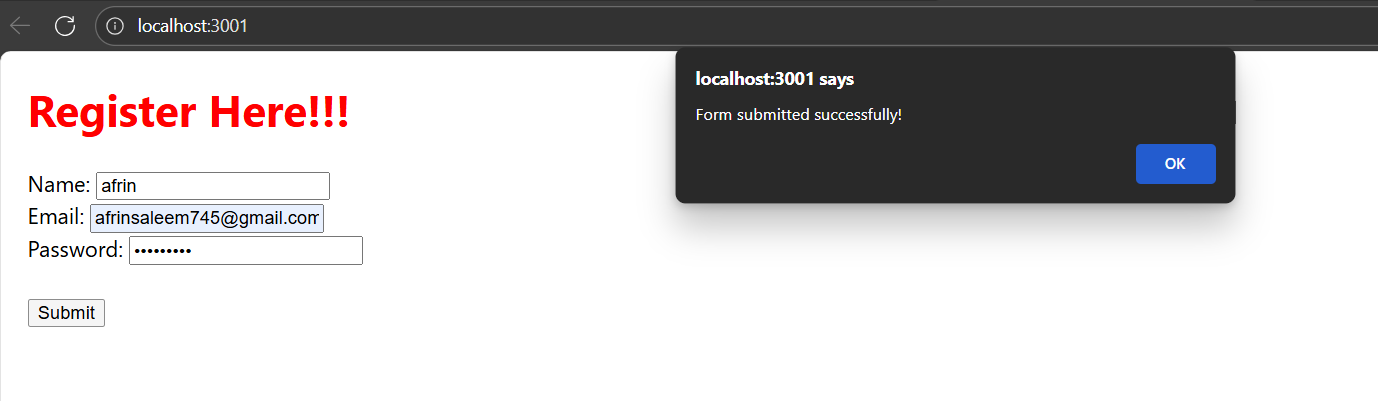 localhost:3001
localhost:3001 says
Form submitted successfully!
OK
Register Here!!!
Name: afrin
Email: afrinsaleem745@gmail.com
Password: •••••••••
Submit